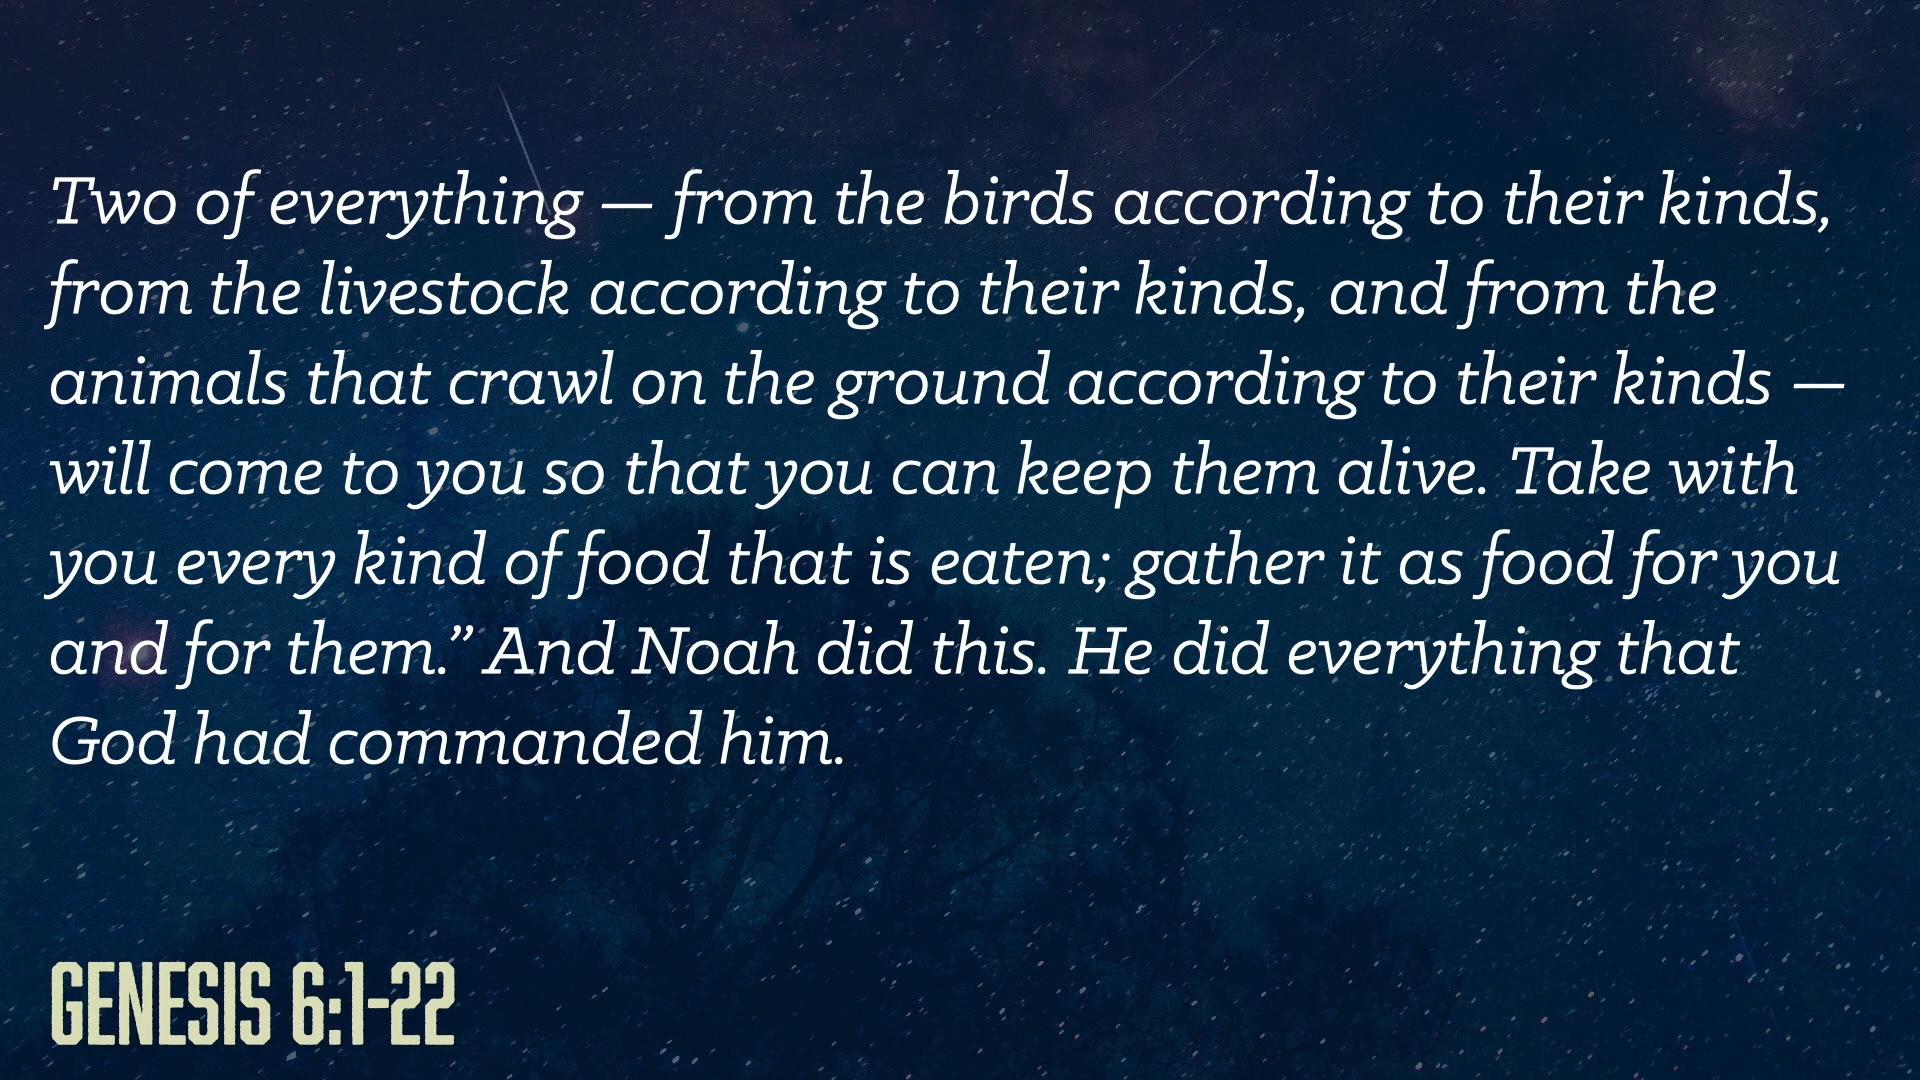 Two of everything — from the birds according to their kinds,
from the livestock according to their kinds, and from the
animals that crawl on the ground according to their kinds —
will come to you so that you can keep them alive. Take with
you every kind of food that is eaten; gather it as food for you
and for them.” And Noah did this. He did everything that
God had commanded him.
GENESIS 6:1-22